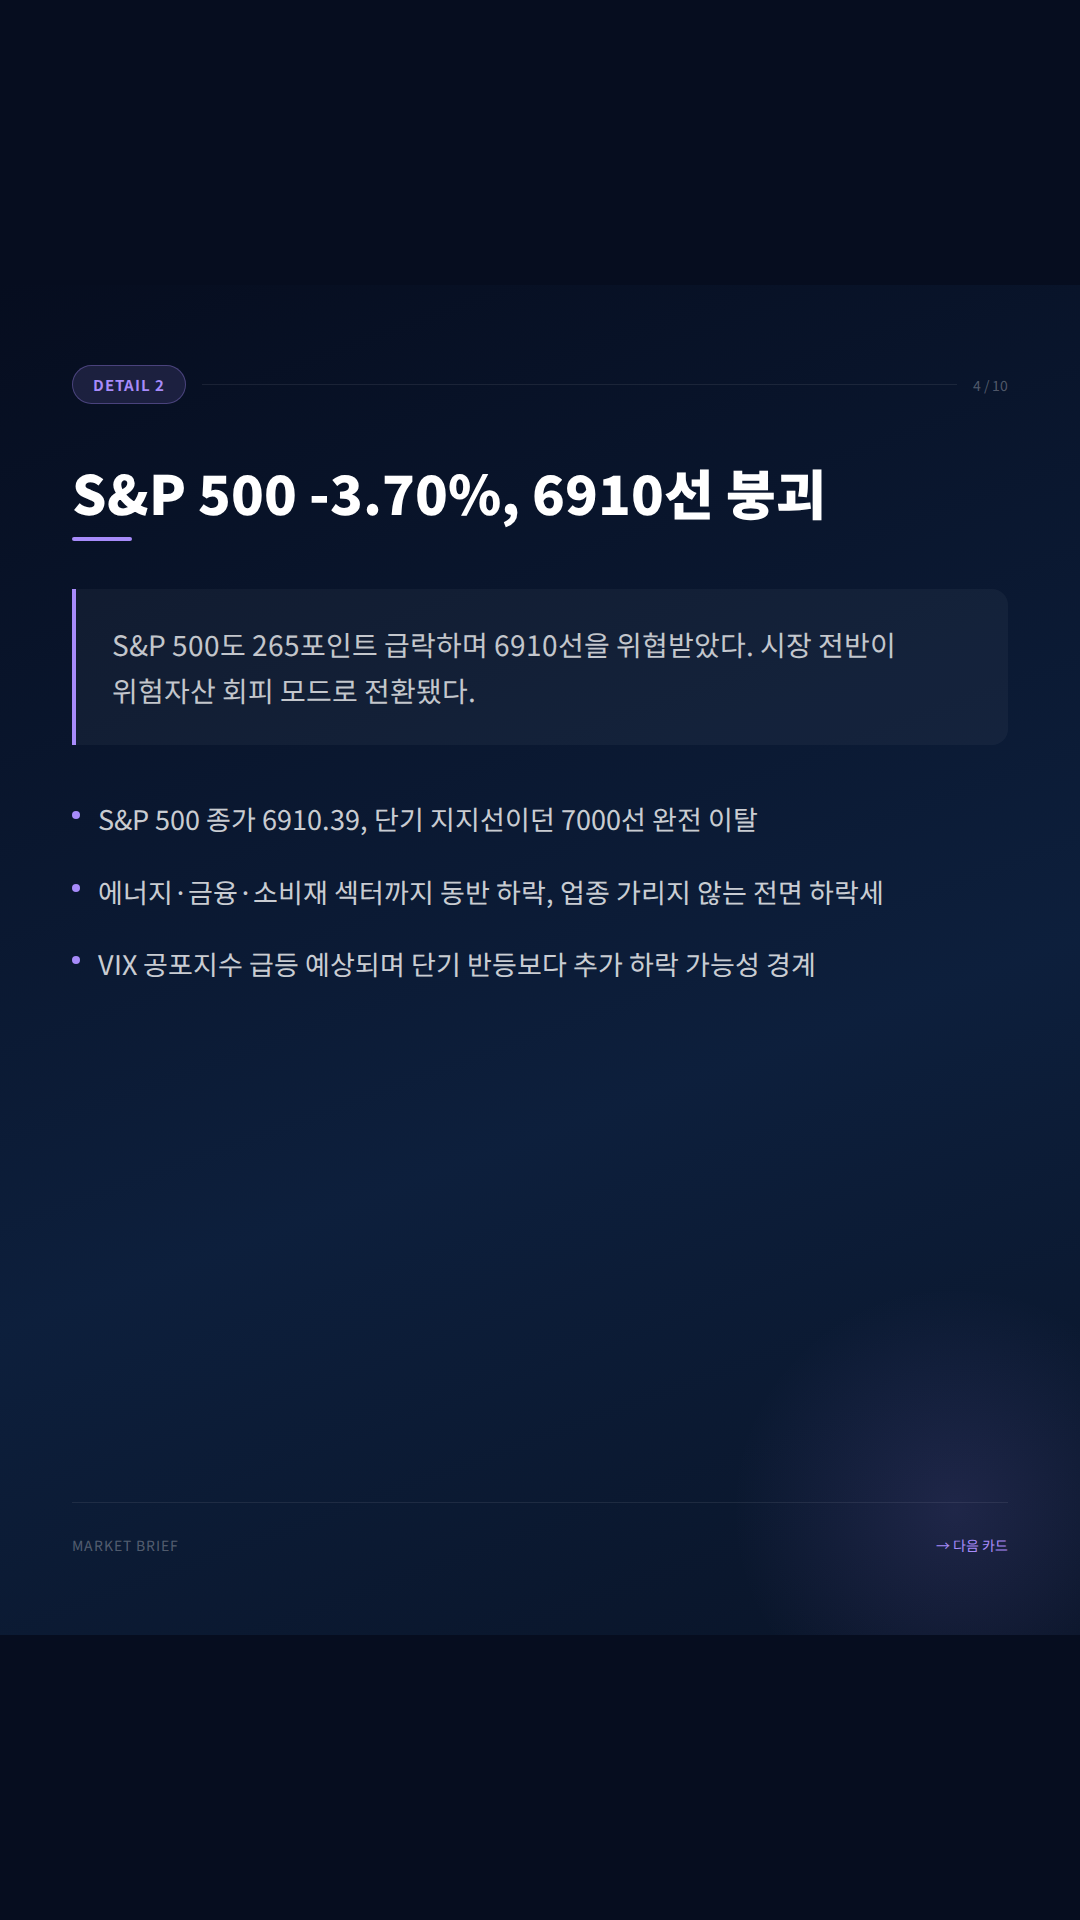 DETAIL 2
4 / 10
S&P 500 -3.70%, 6910선 붕괴
S&P 500도 265포인트 급락하며 6910선을 위협받았다. 시장 전반이
위험자산 회피 모드로 전환됐다.
S&P 500 종가 6910.39, 단기 지지선이던 7000선 완전 이탈
에너지·금융·소비재 섹터까지 동반 하락, 업종 가리지 않는 전면 하락세
VIX 공포지수 급등 예상되며 단기 반등보다 추가 하락 가능성 경계
MARKET BRIEF
→ 다음 카드